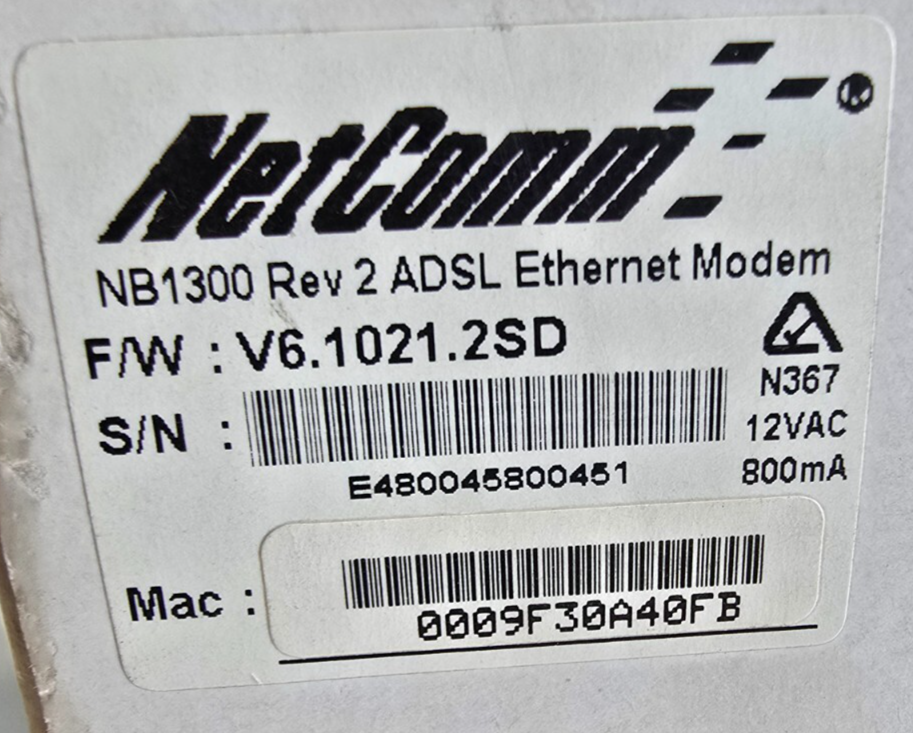 NetComm®
NB1300 Rev 2 ADSL Ethernet Modem
F/W : V6.1021.2SD
N367
S/N :
12VAC
E480045800451
800mA
Mac :
0009F30A40FB